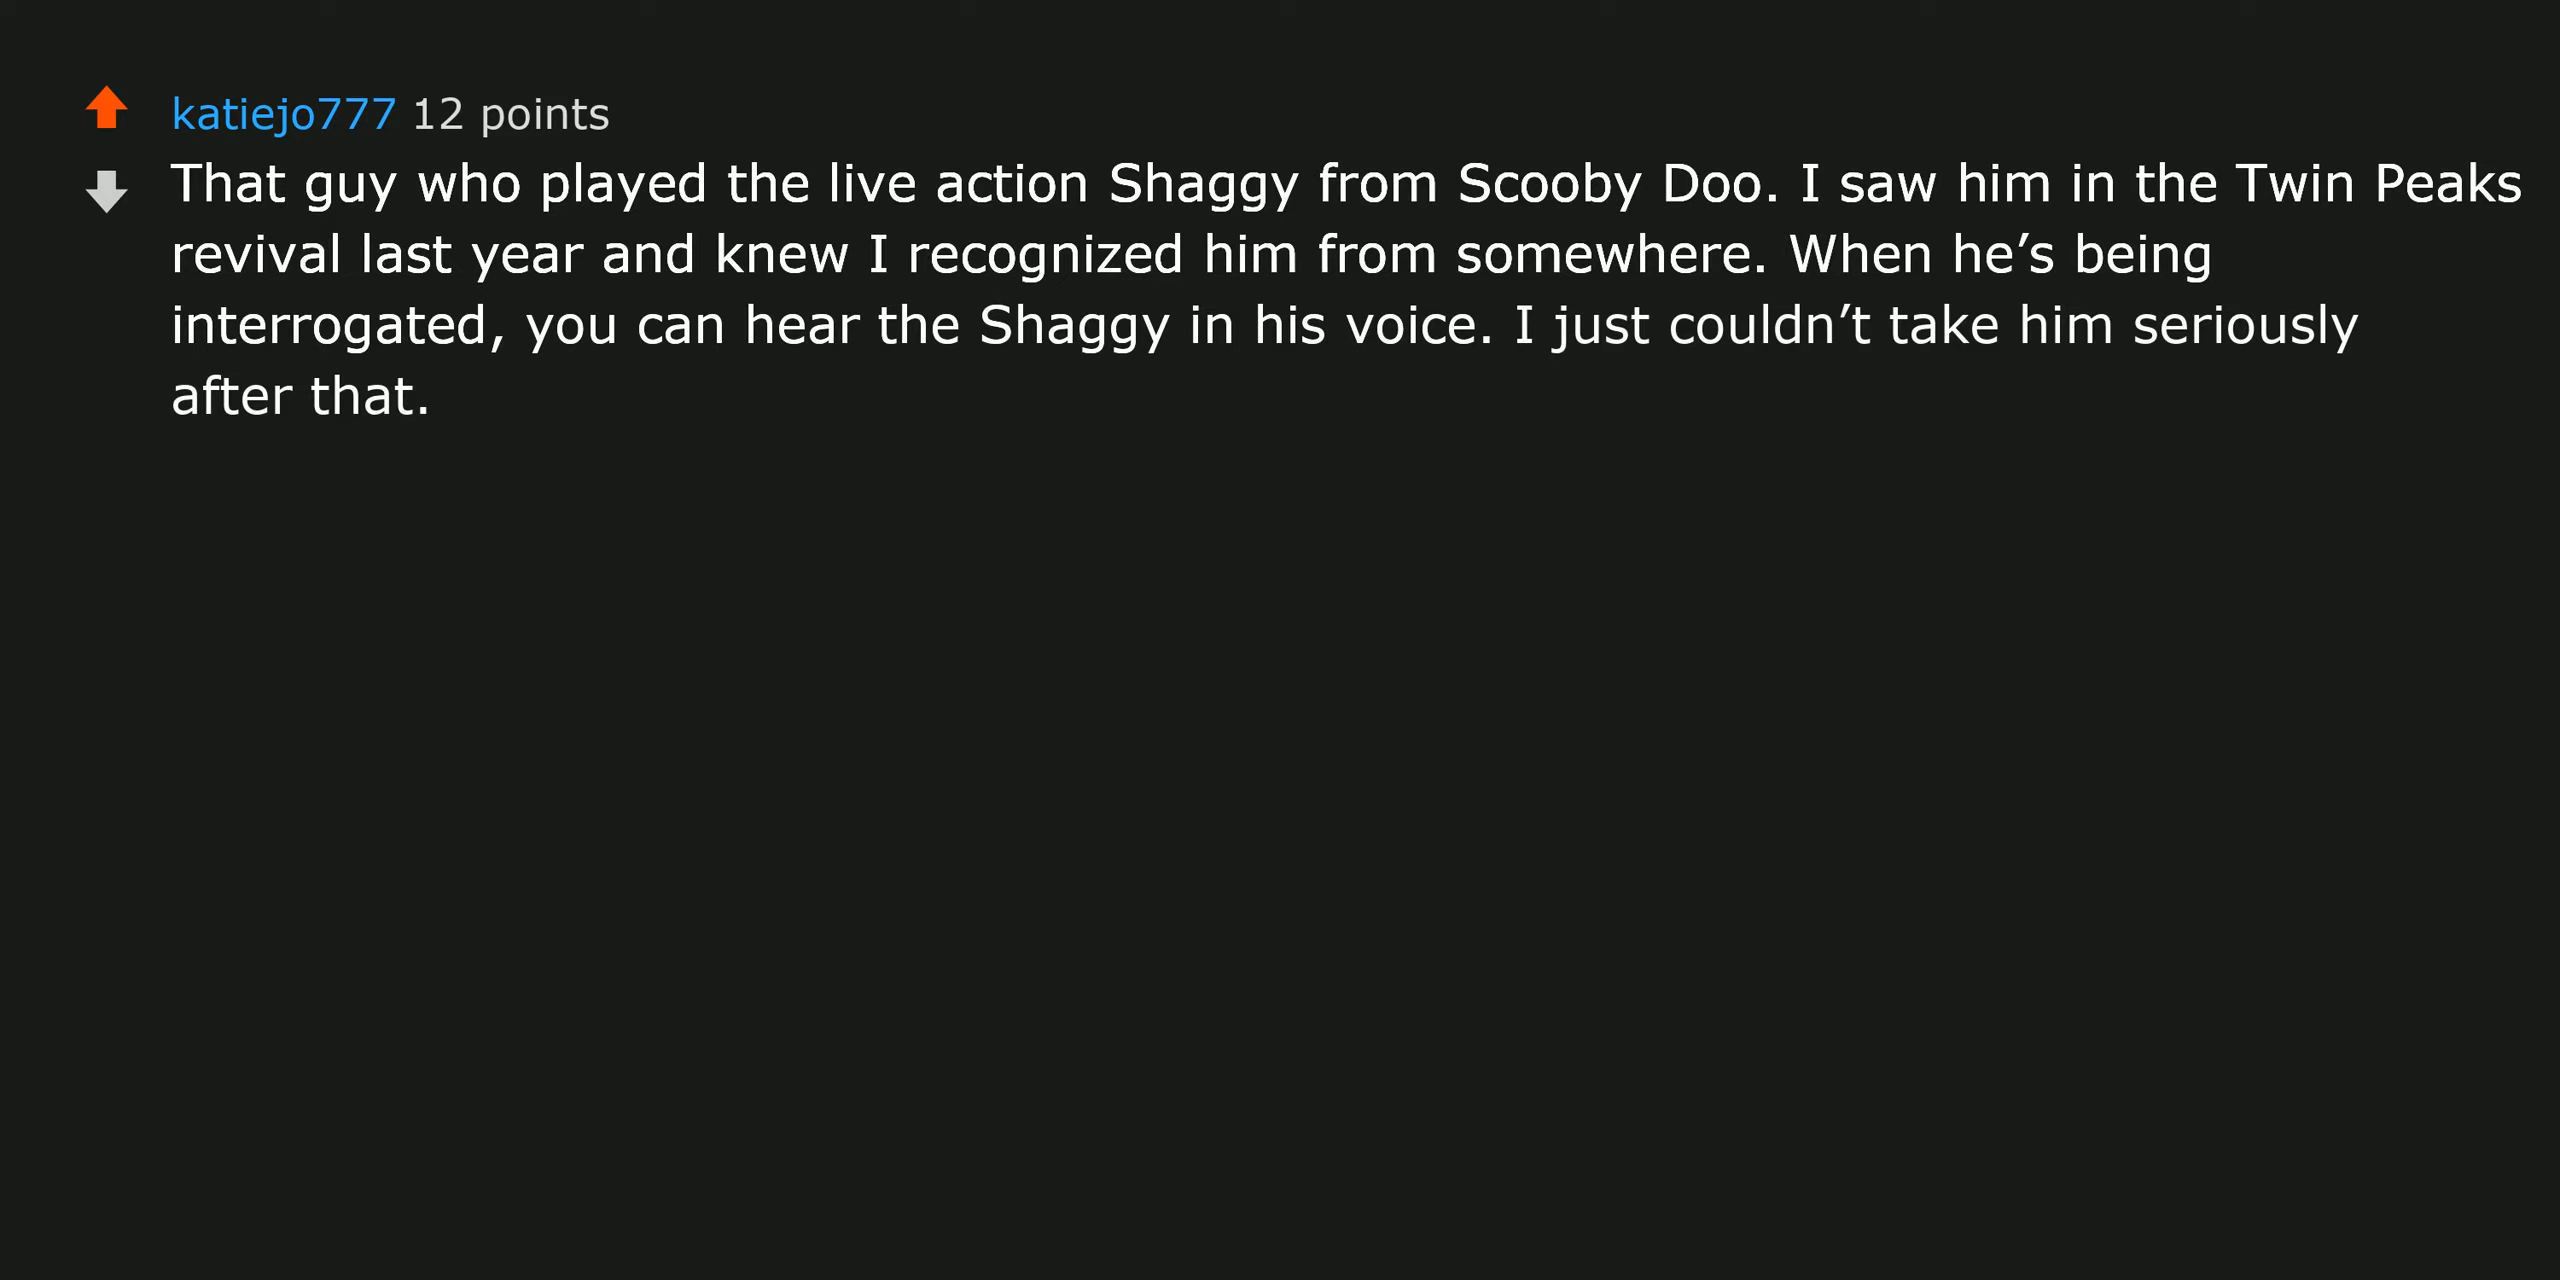 katiejo777 12 points
That guy who played the live action Shaggy from Scooby Doo. I saw him in the Twin Peaks
revival last year and knew I recognized him from somewhere. When he’s being
interrogated, you can hear the Shaggy in his voice. I just couldn’t take him seriously
after that.